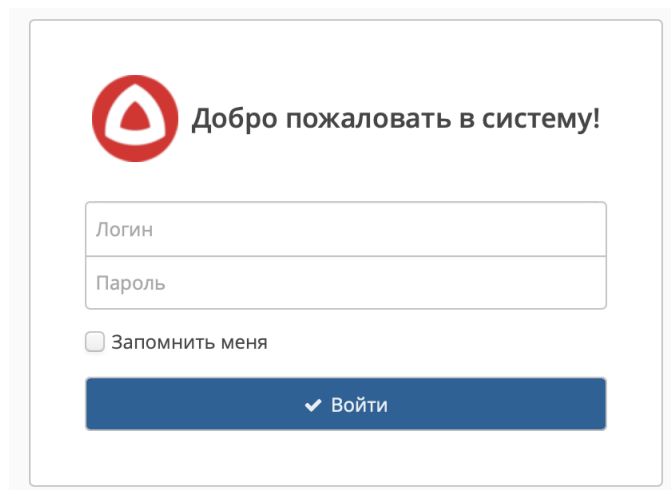 Добро пожаловать в систему!
Логин
Пароль
Запомнить меня
Войти